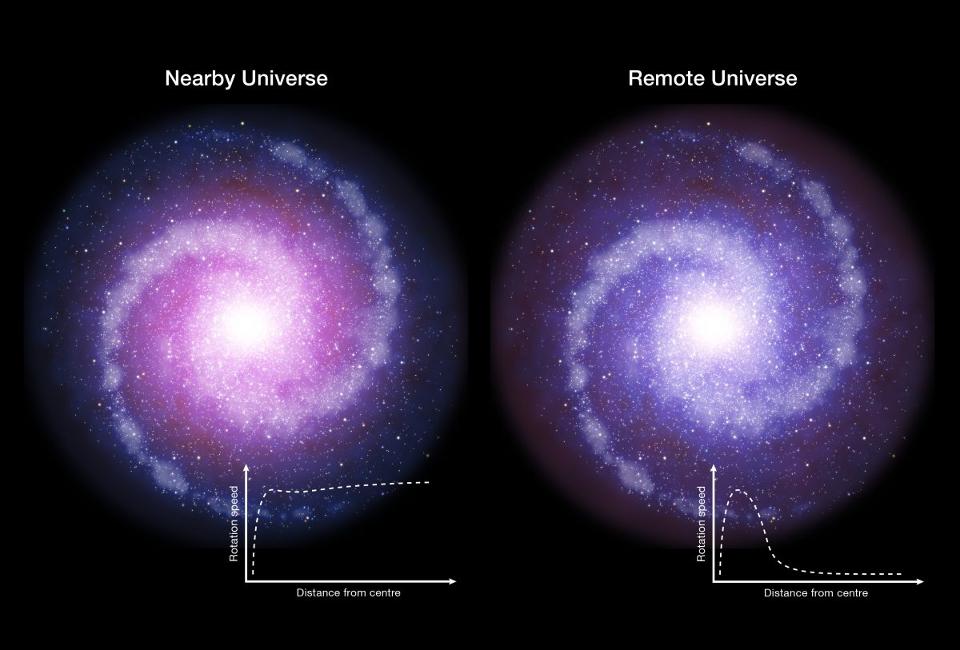 Nearby Universe
Remote Universe
Rotation speed
Distance from centre
Rotation speed
Distance from centre